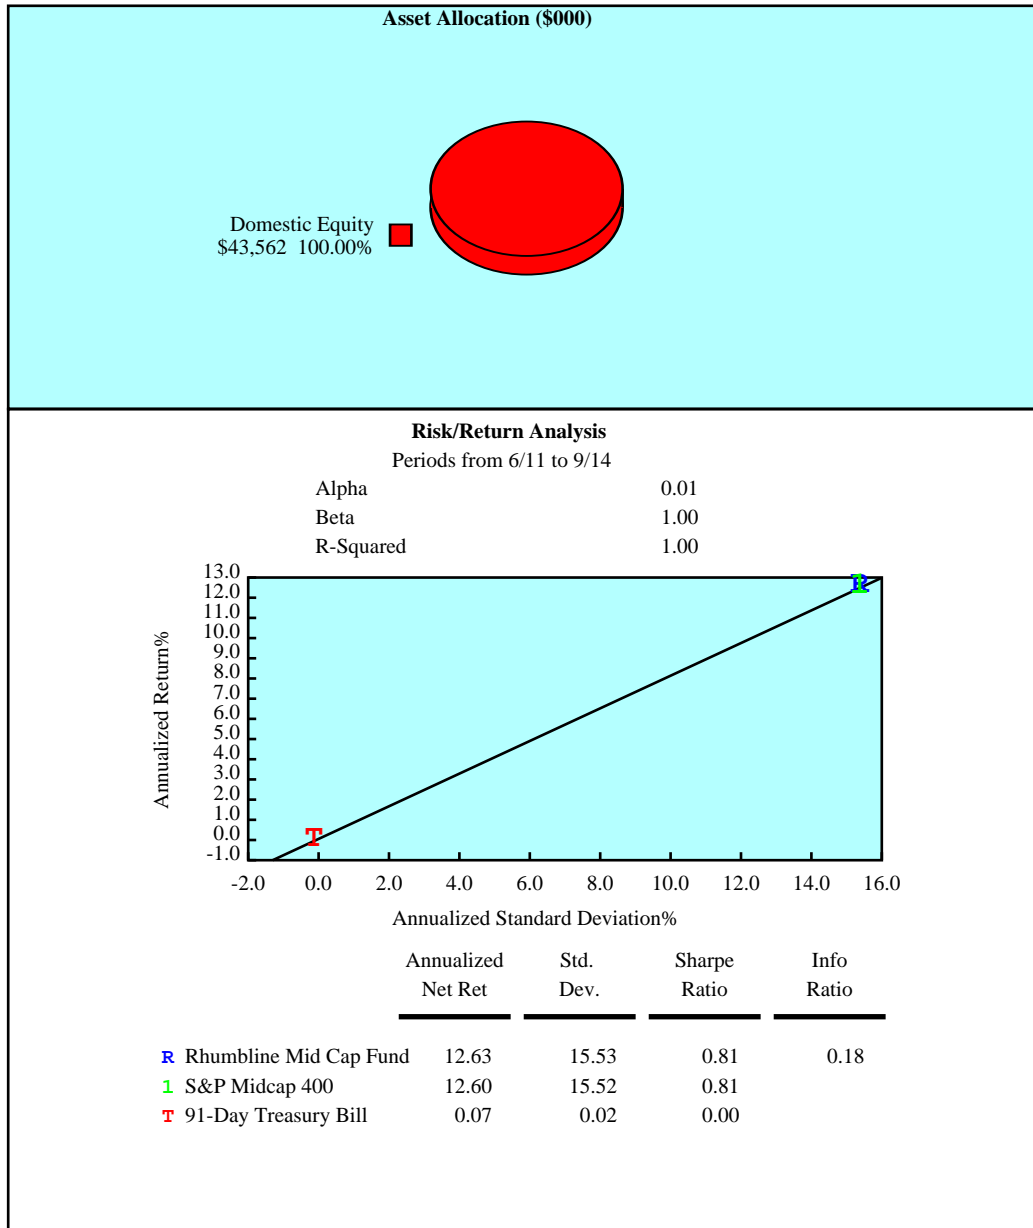 Asset Allocation ($000)
Domestic Equity
$43,562 100.00%
Risk/Return Analysis
Periods from 6/11 to 9/14
Alpha 0.01
Beta 1.00
R-Squared 1.00
13.0
12.0
11.0
10.0
9.0
8.0
7.0
6.0
5.0
4.0
3.0
2.0
1.0
0.0
-1.0
Annualized Return%
R
1
T
-2.0 0.0 2.0 4.0 6.0 8.0 10.0 12.0 14.0 16.0
Annualized Standard Deviation%
Annualized Std. Sharpe Info
Net Ret Dev. Ratio Ratio
R Rhumbline Mid Cap Fund 12.63 15.53 0.81 0.18
1 S&P Midcap 400 12.60 15.52 0.81
T 91-Day Treasury Bill 0.07 0.02 0.00